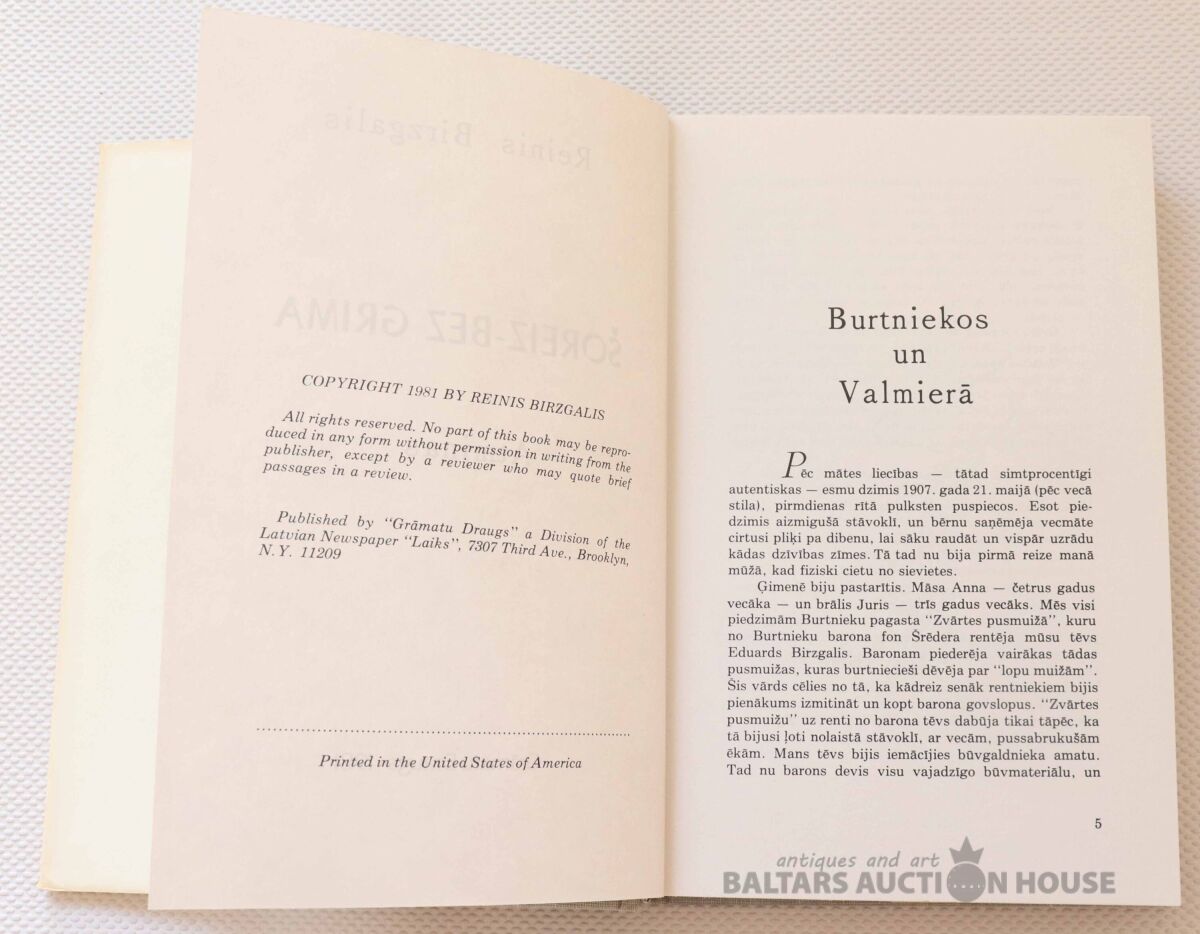 Reinis Birzgalis
ŠOREIZ-BEZ GRIMA
COPYRIGHT 1981 BY REINIS BIRZGALIS
All rights reserved. No part of this book may be repro-
duced in any form without permission in writing from the
publisher, except by a reviewer who may quote brief
passages in a review.
Published by "Grāmatu Draugs" a Division of the
Latvian Newspaper "Laiks", 7307 Third Ave., Brooklyn,
N. Y. 11209
Printed in the United States of America
Burtniekos
un
Valmierā
Pēc mātes liecības — tātad simtprocentīgi
autentiskas — esmu dzimis 1907. gada 21. maijā (pēc vecā
stila), pirmdienas rītā pulksten puspiecos. Esot pie-
dzimis aizmigušā stāvoklī, un bērnu saņēmēja vecmāte
cirtusi pliķi pa dibenu, lai sāku raudāt un vispār uzrādu
kādas dzīvības zīmes. Tā tad nu bija pirmā reize manā
mūžā, kad fiziski cietu no sievietes.
Ģimenē biju pastarītis. Māsa Anna — četrus gadus
vecāka — un brālis Juris — trīs gadus vecāks. Mēs visi
piedzimām Burtnieku pagasta "Zvārtes pusmuižā", kuru
no Burtnieku barona fon Šrēdera rentēja mūsu tēvs
Eduards Birzgalis. Baronam piederēja vairākas tādas
pusmuižas, kuras burtniecieši dēvēja par "lopu muižām".
Šis vārds cēlies no tā, ka kādreiz senāk rentniekiem bijis
pienākums izmitināt un kopt barona govslopus. "Zvārtes
pusmuižu" uz renti no barona tēvs dabūja tikai tāpēc, ka
tā bijusi ļoti nolaistā stāvoklī, ar vecām, pussabrukušām
ēkām. Mans tēvs bijis iemācījies būvgaldnieka amatu.
Tad nu barons devis visu vajadzīgo būvmateriālu, un
5
antiques and art
BALTARS AUCTION HOUSE